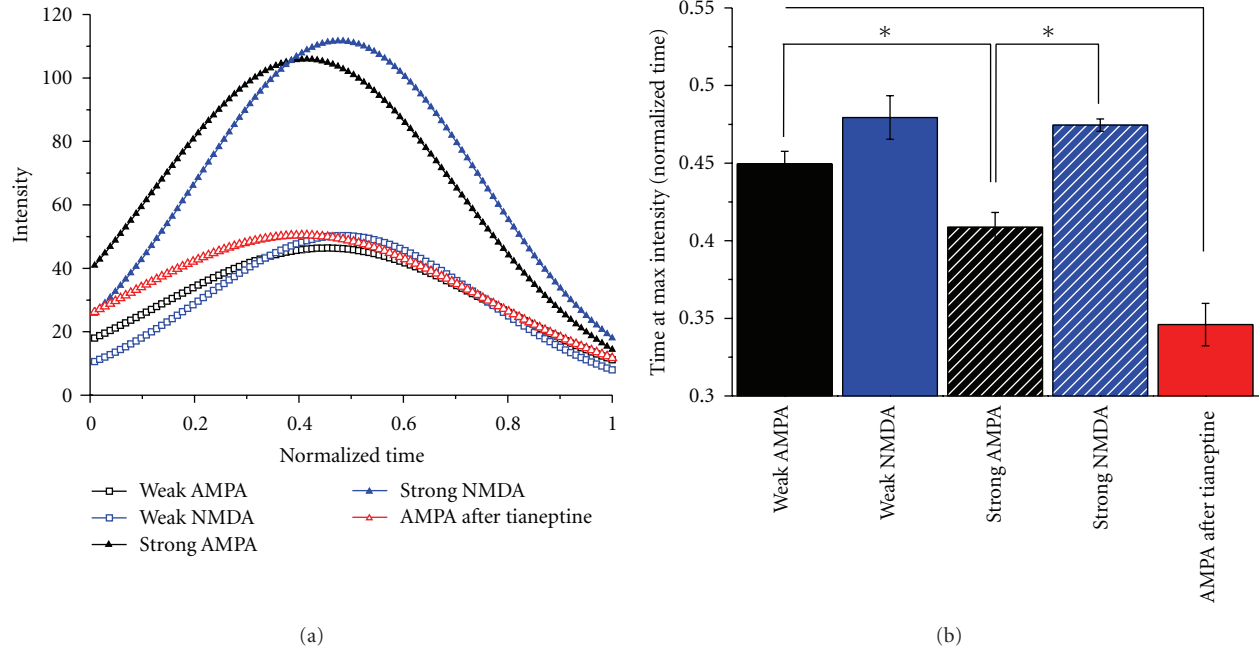 120
100
80
60
40
20
0
Intensity
0
0.2
0.4
0.6
0.8
1
Normalized time
Weak AMPA
Weak NMDA
Strong AMPA
Strong NMDA
AMPA after tianeptine
(a)
0.55
0.5
0.45
0.4
0.35
0.3
Time at max intensity (normalized time)
*
*
Weak AMPA
Weak NMDA
Strong AMPA
Strong NMDA
AMPA after tianeptine
(b)